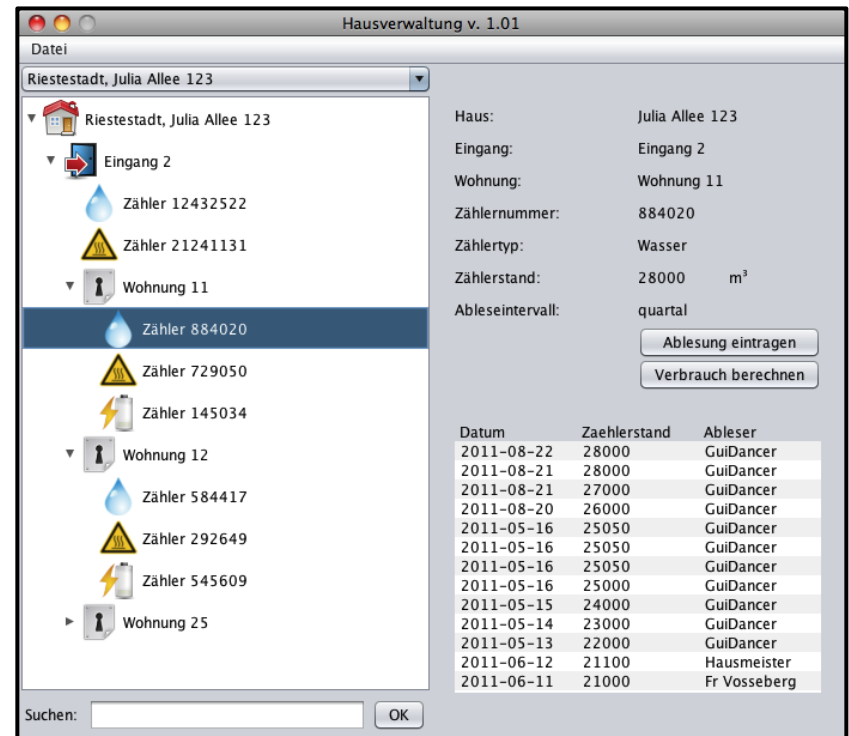 Hausverwaltung v. 1.01
Datei
Riestestadt, Julia Allee 123
Riestestadt, Julia Allee 123
Eingang 2
Zähler 12432522
Zähler 21241131
Wohnung 11
Zähler 884020
Zähler 729050
Zähler 145034
Wohnung 12
Zähler 584417
Zähler 292649
Zähler 545609
Wohnung 25
Suchen: OK
Haus: Julia Allee 123
Eingang: Eingang 2
Wohnung: Wohnung 11
Zählernummer: 884020
Zählertyp: Wasser
Zählerstand: 28000 m³
Ableseintervall: quartal
Ablesung eintragen
Verbrauch berechnen
Datum Zaehlerstand Ableser
2011-08-22 28000 GuiDancer
2011-08-21 28000 GuiDancer
2011-08-21 27000 GuiDancer
2011-08-20 26000 GuiDancer
2011-05-16 25050 GuiDancer
2011-05-16 25050 GuiDancer
2011-05-16 25050 GuiDancer
2011-05-16 25000 GuiDancer
2011-05-15 24000 GuiDancer
2011-05-14 23000 GuiDancer
2011-05-13 22000 GuiDancer
2011-06-12 21100 Hausmeister
2011-06-11 21000 Fr Vosseberg